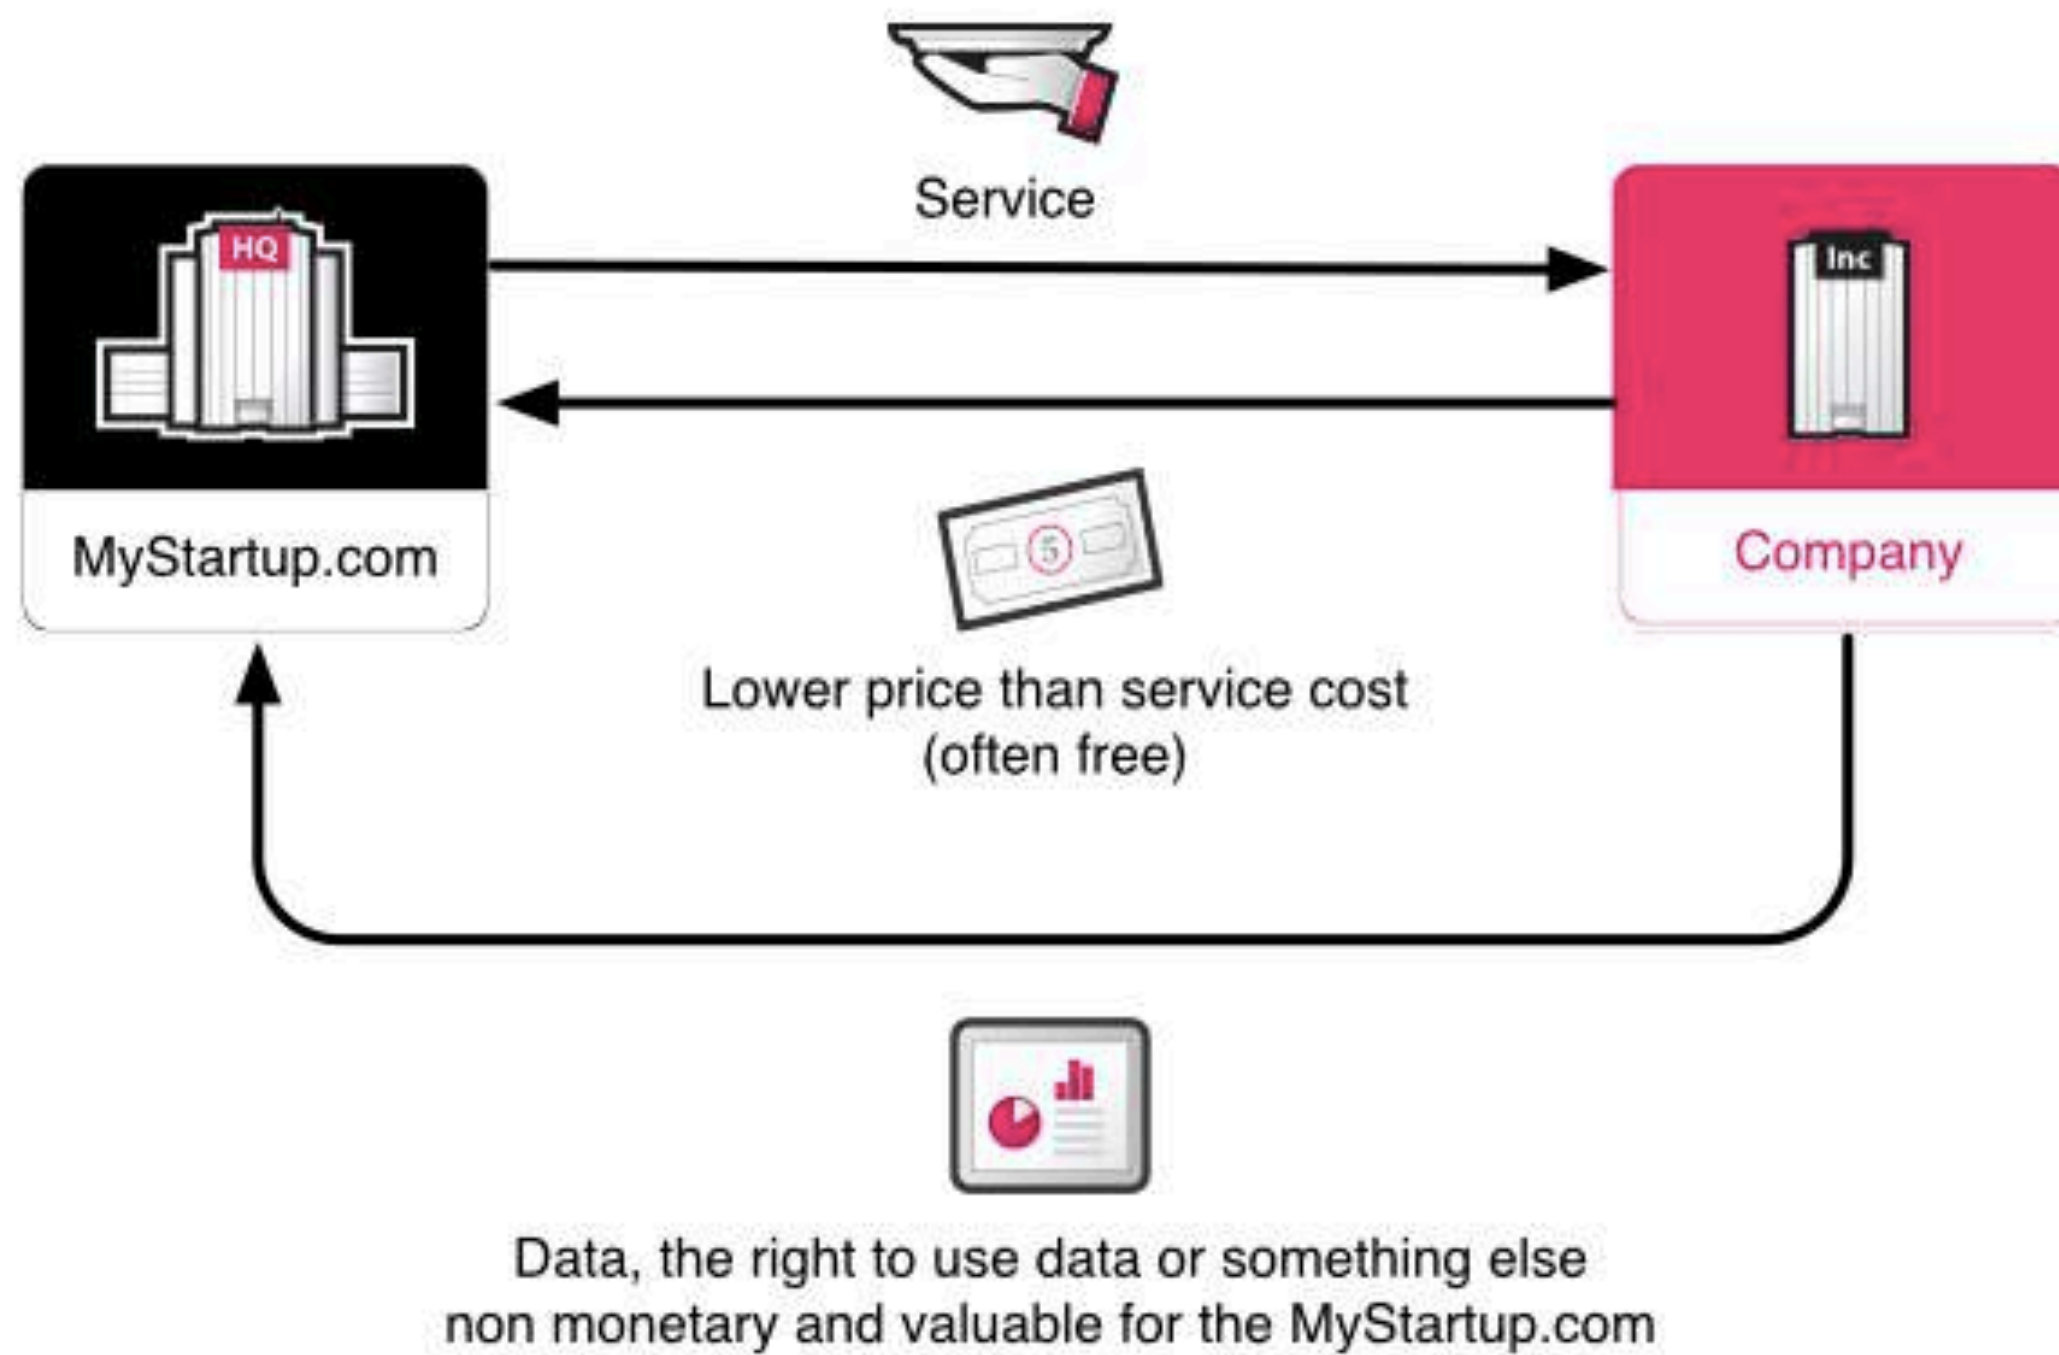 Service
HQ
Inc
MyStartup.com
Company
5
Lower price than service cost
(often free)
Data, the right to use data or something else
non monetary and valuable for the MyStartup.com